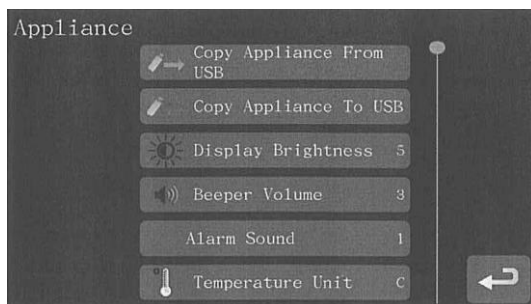 Appliance
Copy Appliance From
USB
Copy Appliance To USB
Display Brightness 5
Beeper Volume 3
Alarm Sound 1
Temperature Unit C